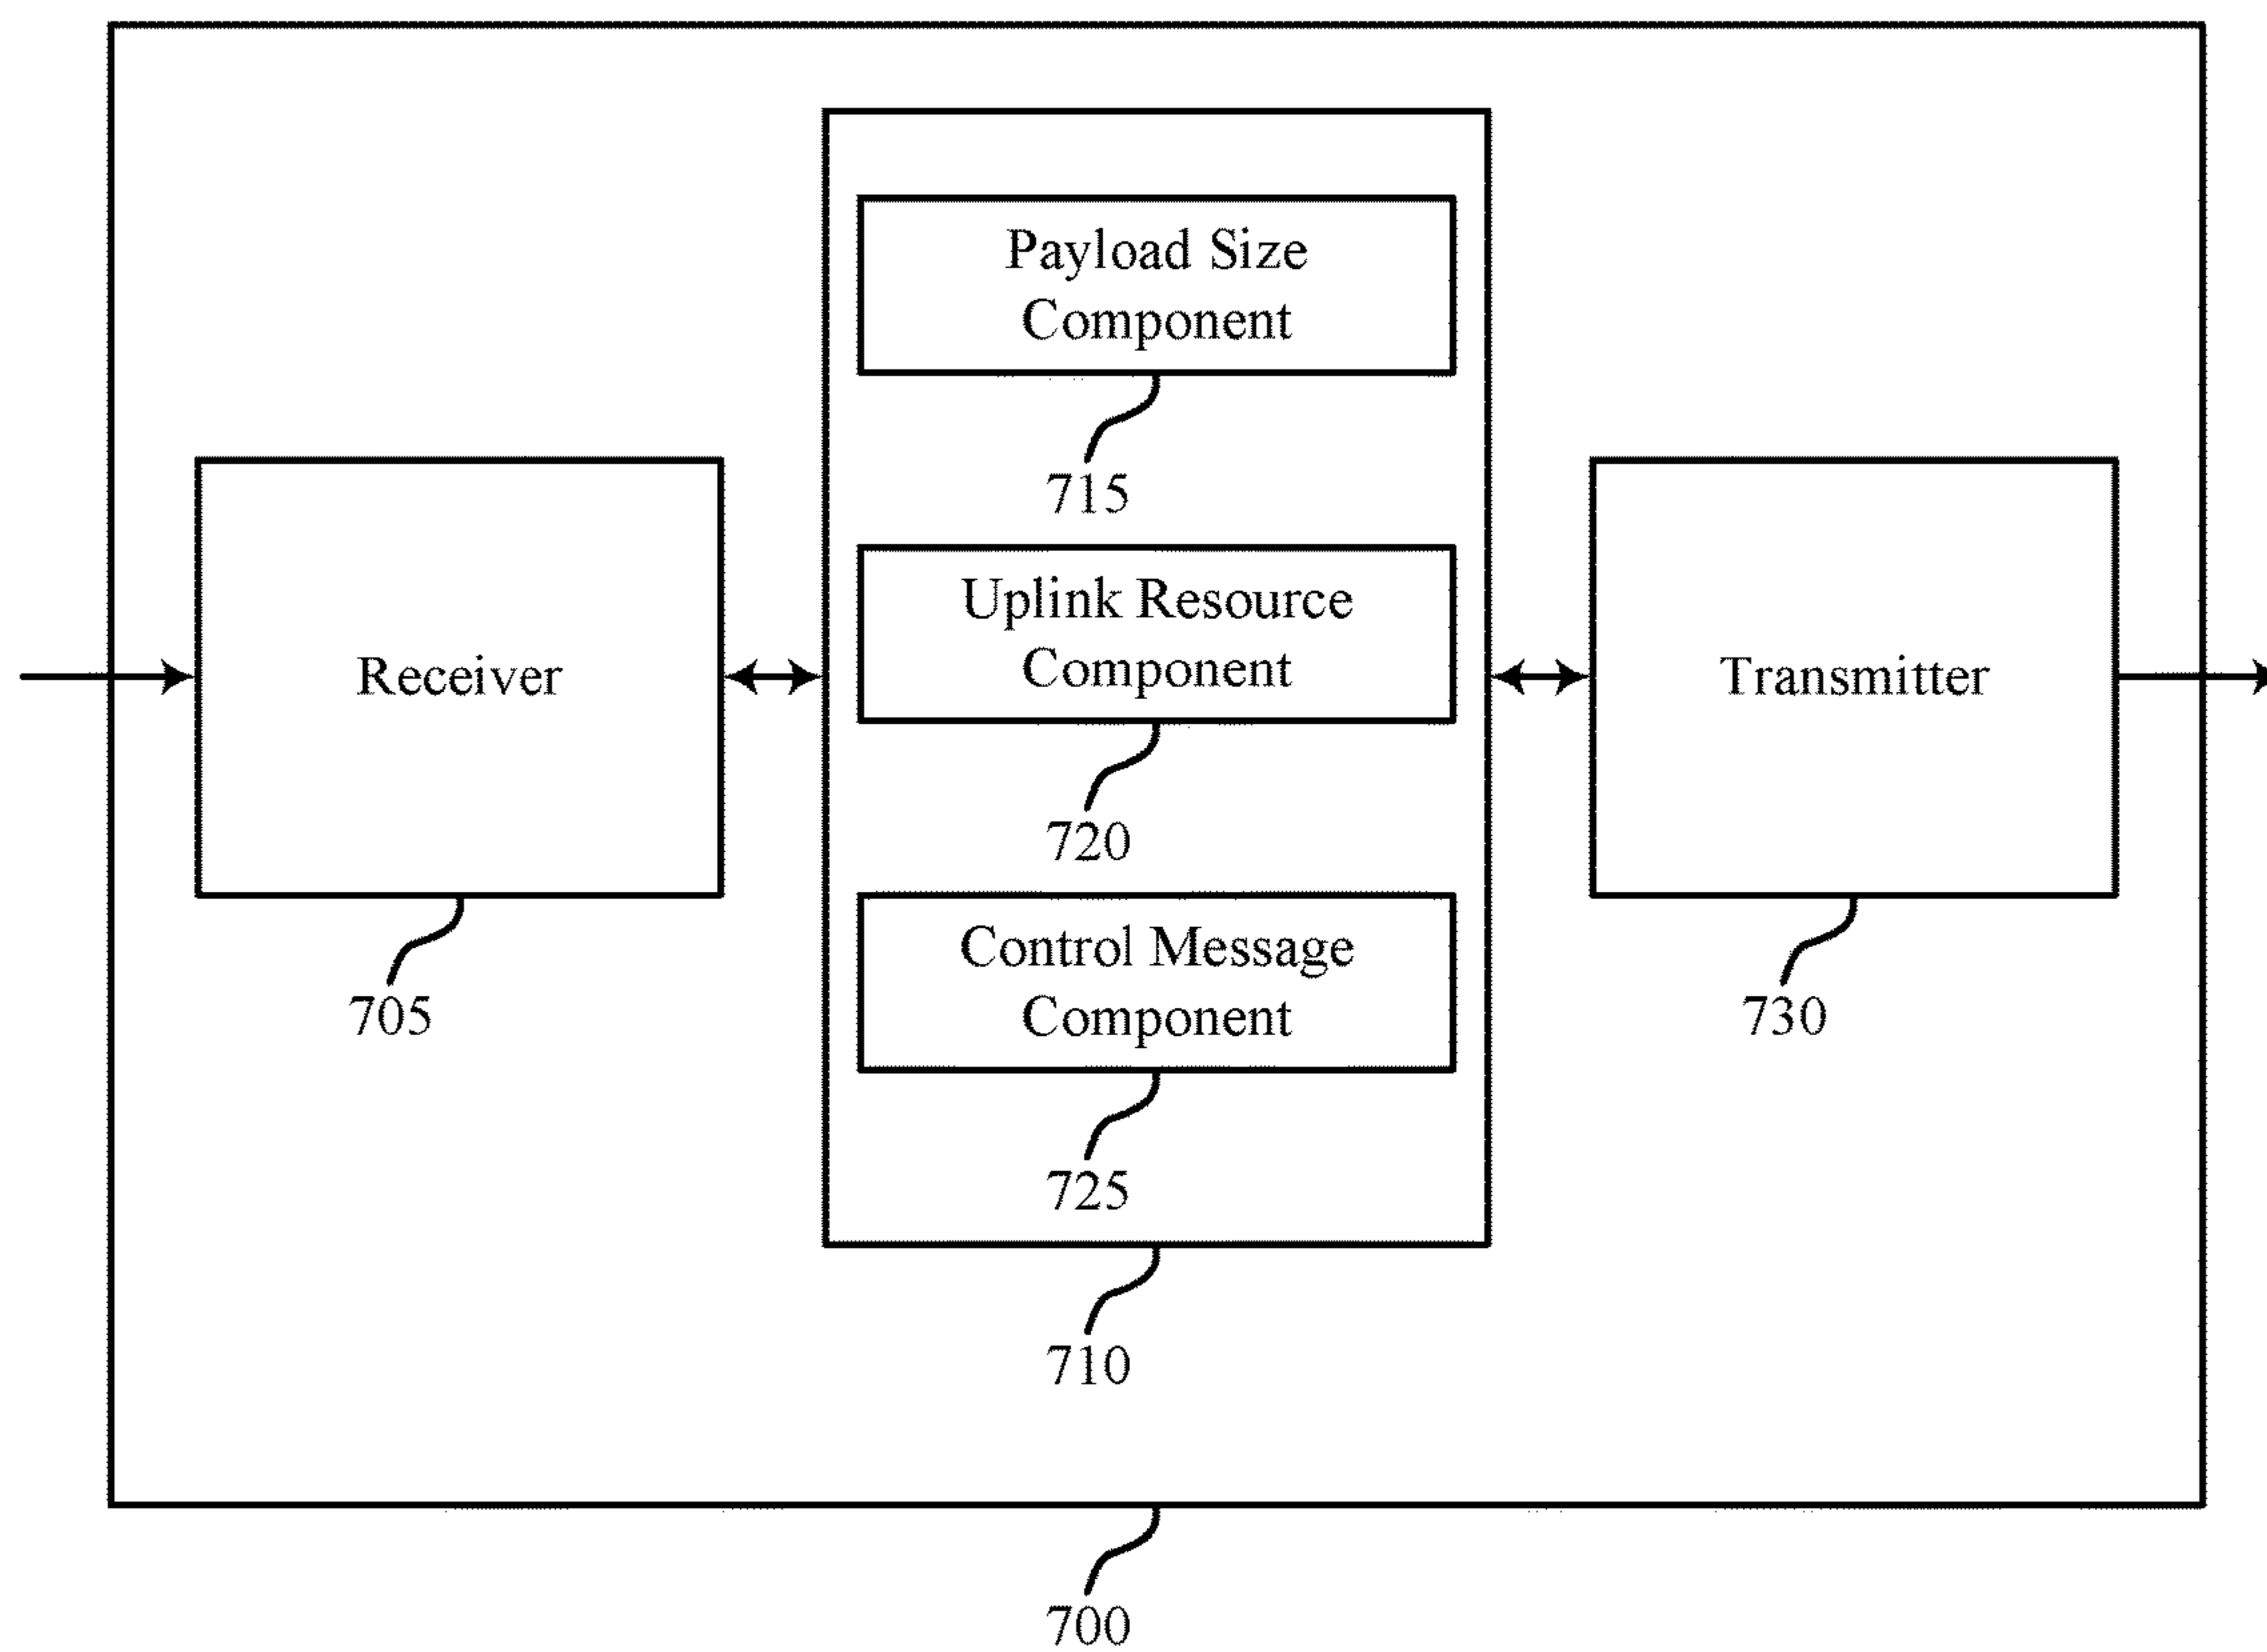 Payload Size
Component
715
Uplink Resource
Component
720
Control Message
Component
725
710
Receiver
705
Transmitter
730
700